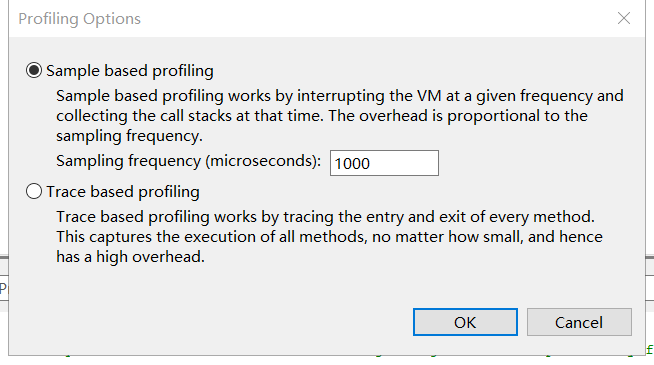 Profiling Options
Sample based profiling
Sample based profiling works by interrupting the VM at a given frequency and
collecting the call stacks at that time. The overhead is proportional to the
sampling frequency.
Sampling frequency (microseconds): 1000
Trace based profiling
Trace based profiling works by tracing the entry and exit of every method.
This captures the execution of all methods, no matter how small, and hence
has a high overhead.
OK Cancel